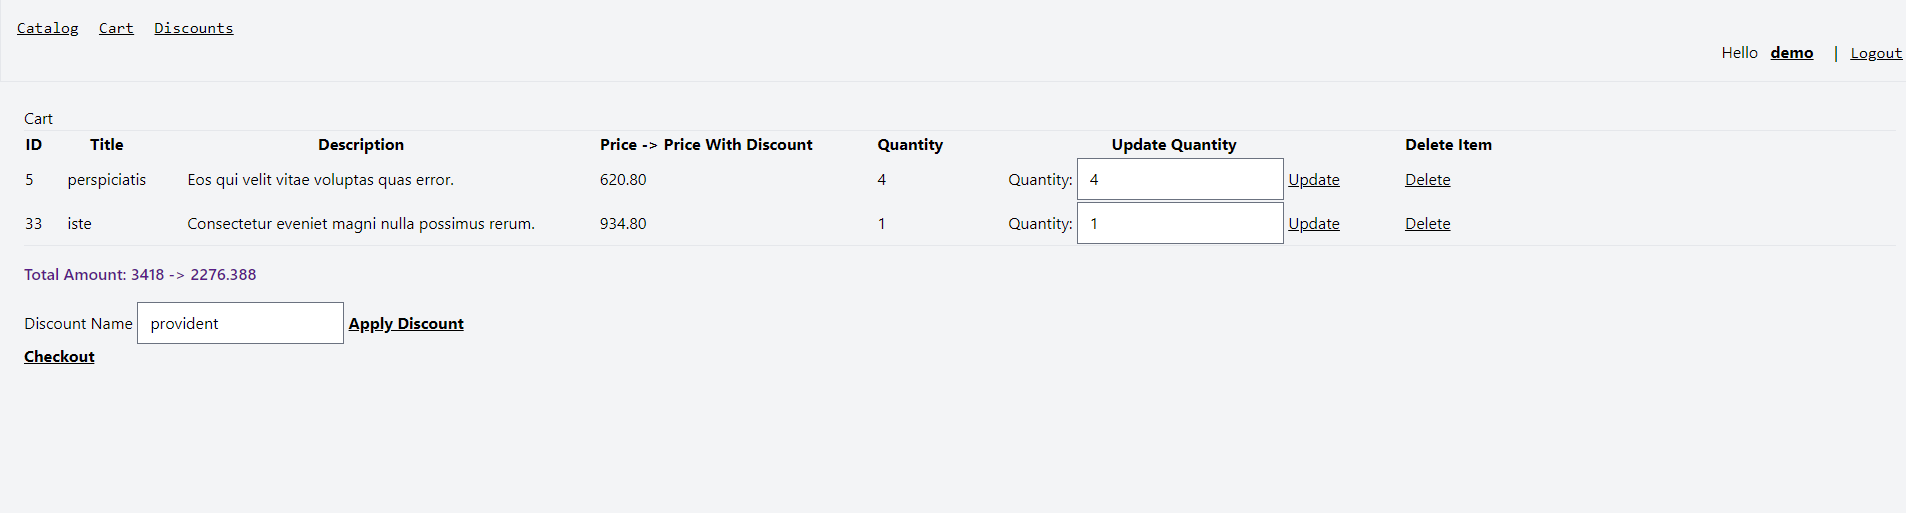 Catalog Cart Discounts
Hello demo | Logout
Cart
ID Title Description Price -> Price With Discount Quantity Update Quantity Delete Item
5 perspiciatis Eos qui velit vitae voluptas quas error. 620.80 4 Quantity: 4 Update Delete
33 iste Consectetur eveniet magni nulla possimus rerum. 934.80 1 Quantity: 1 Update Delete
Total Amount: 3418 -> 2276.388
Discount Name provident Apply Discount
Checkout